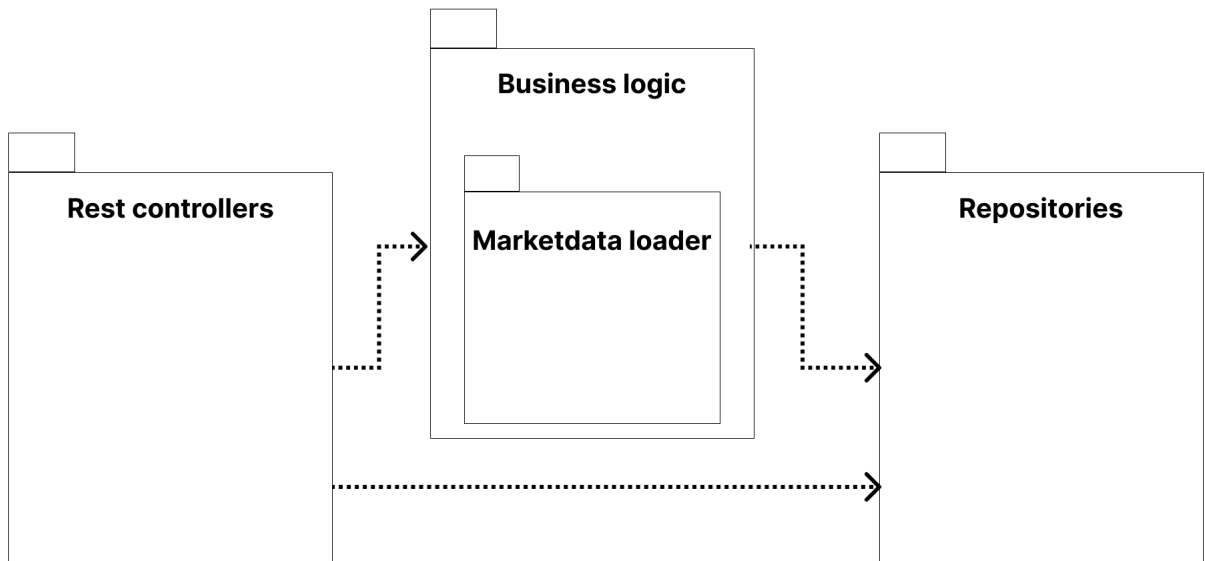 Business logic
Rest controllers
Marketdata loader
Repositories